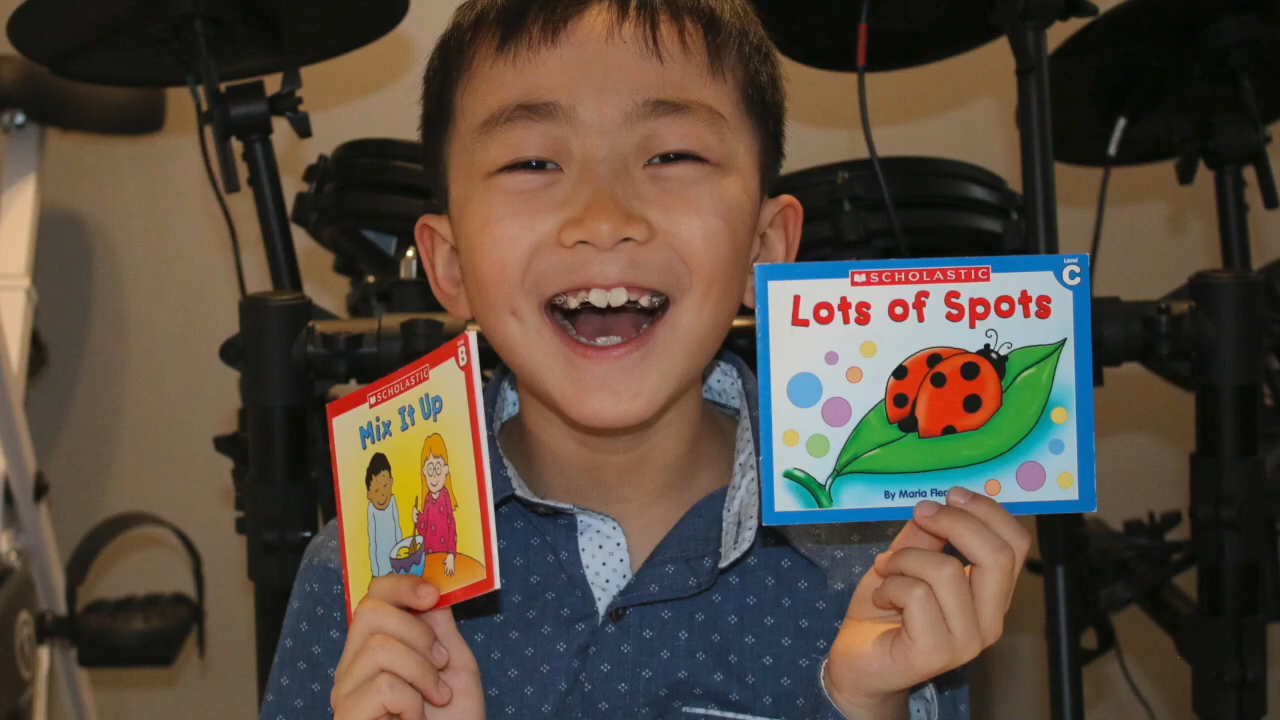 SCHOLASTIC
Mix It Up
B
SCHOLASTIC
Level
C
Lots of Spots
By Maria